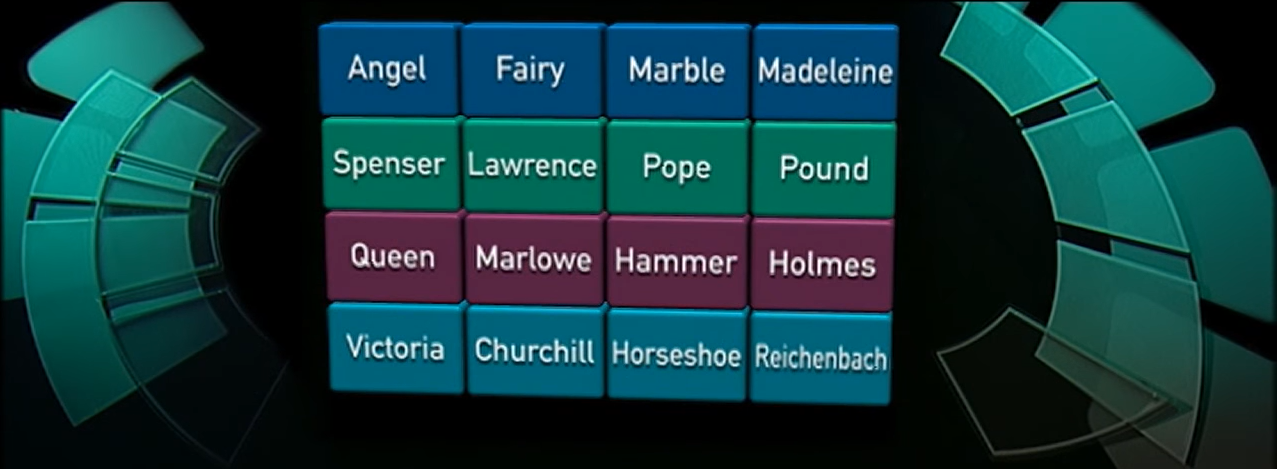 Angel Fairy Marble Madeleine
Spenser Lawrence Pope Pound
Queen Marlowe Hammer Holmes
Victoria Churchill Horseshoe Reichenbach